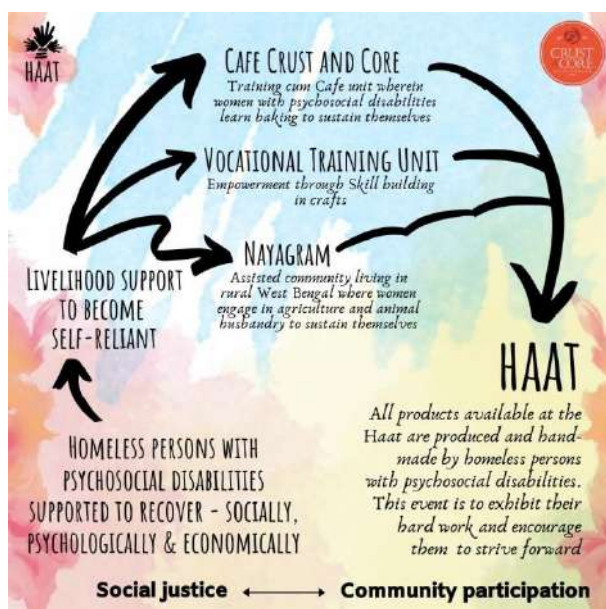 HAAT
CRUST
CORE
CAFE CRUST AND CORE
Training cum Cafe unit wherein
women with psychosocial disabilities
learn baking to sustain themselves
VOCATIONAL TRAINING UNIT
Empowerment through Skill building
in crafts
NAYAGRAM
Assisted community living in
rural West Bengal where women
engage in agriculture and animal
husbandry to sustain themselves
LIVELIHOOD SUPPORT
TO BECOME
SELF-RELIANT
HOMELESS PERSONS WITH
PSYCHOSOCIAL DISABILITIES
SUPPORTED TO RECOVER - SOCIALLY,
PSYCHOLOGICALLY & ECONOMICALLY
HAAT
All products available at the
Haat are produced and hand-
made by homeless persons
with psychosocial disabilities.
This event is to exhibit their
hard work and encourage
them to strive forward
Social justice
Community participation